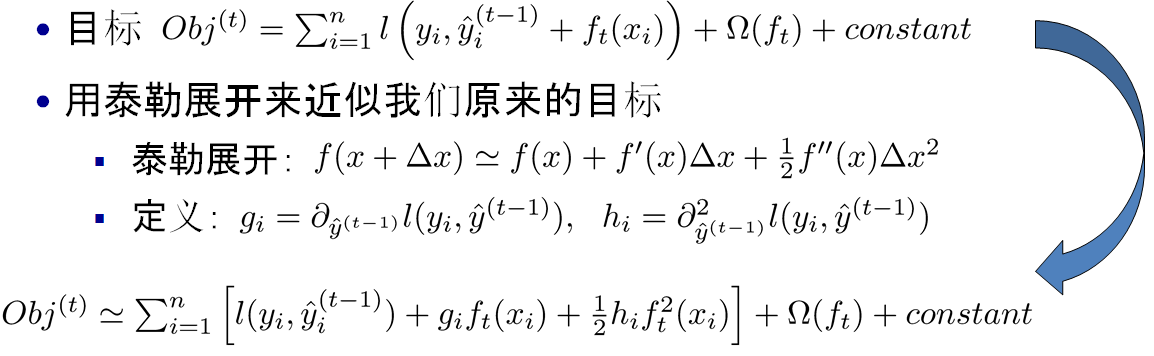 • 目标 Obj^{(t)} = \sum_{i=1}^{n} l\left(y_i, \hat{y}_i^{(t-1)} + f_t(x_i)\right) + \Omega(f_t) + constant
• 用泰勒展开来近似我们原来的目标
▪ 泰勒展开: f(x + \Delta x) \simeq f(x) + f'(x)\Delta x + \frac{1}{2} f''(x)\Delta x^2
▪ 定义: g_i = \partial_{\hat{y}^{(t-1)}} l(y_i, \hat{y}^{(t-1)}), h_i = \partial^2_{\hat{y}^{(t-1)}} l(y_i, \hat{y}^{(t-1)})
Obj^{(t)} \simeq \sum_{i=1}^{n} \left[l(y_i, \hat{y}_i^{(t-1)}) + g_i f_t(x_i) + \frac{1}{2} h_i f_t^2(x_i)\right] + \Omega(f_t) + constant